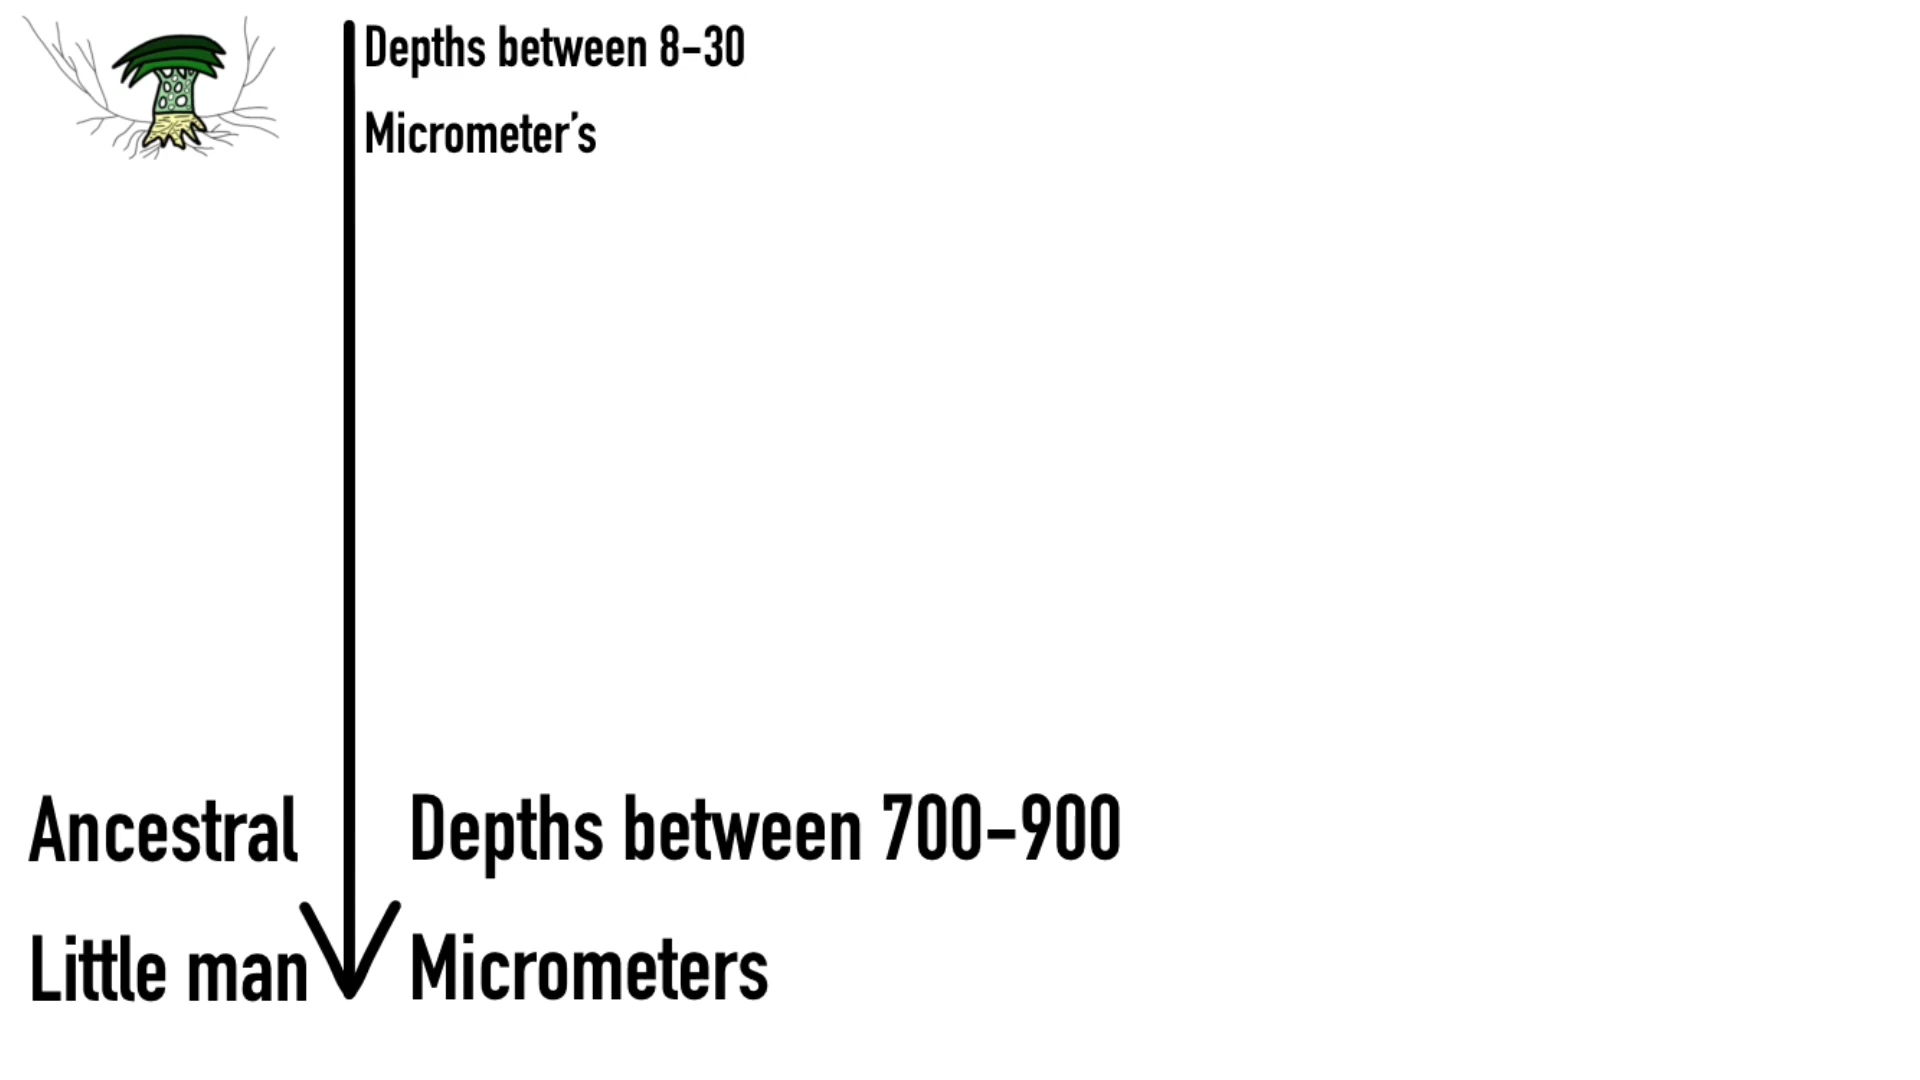 Depths between 8-30
Micrometer's
Ancestral
Little man
Depths between 700-900
Micrometers